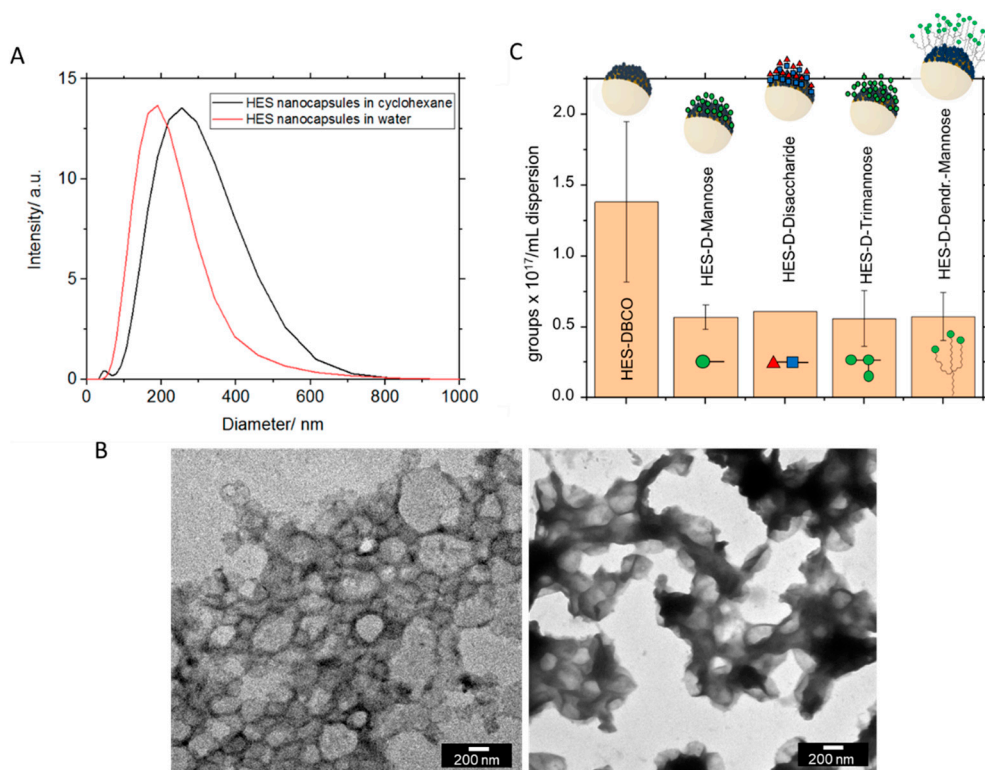 A
15
10
5
0
Intensity/ a.u.
HES nanocapsules in cyclohexane
HES nanocapsules in water
0
200
400
600
800
1000
Diameter/ nm
C
2.0
1.5
1.0
0.5
0.0
groups x 10¹⁷/mL dispersion
HES-DBCO
HES-D-Mannose
HES-D-Disaccharide
HES-D-Trimannose
HES-D-Dendr.-Mannose
B
200 nm
200 nm